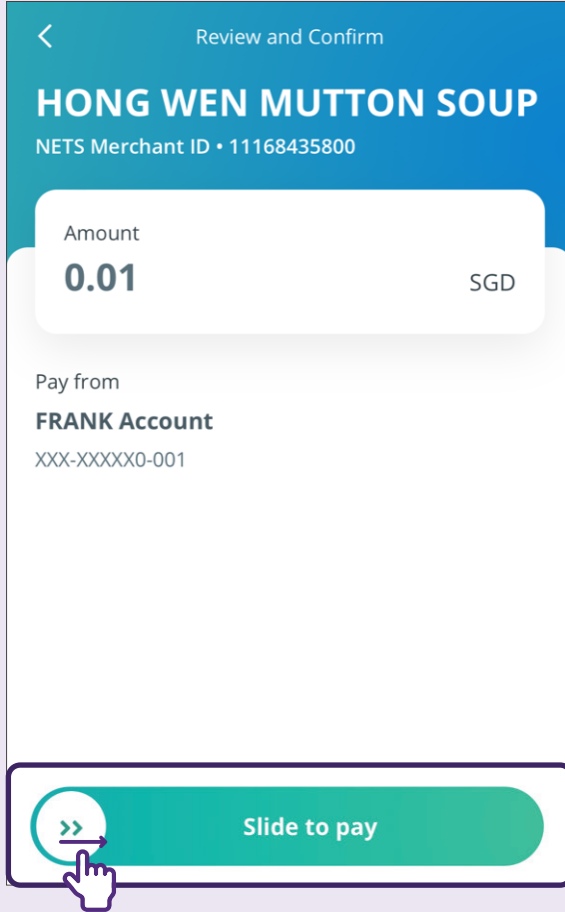 Review and Confirm
HONG WEN MUTTON SOUP
NETS Merchant ID • 11168435800
Amount
0.01 SGD
Pay from
FRANK Account
XXX-XXXXX0-001
Slide to pay